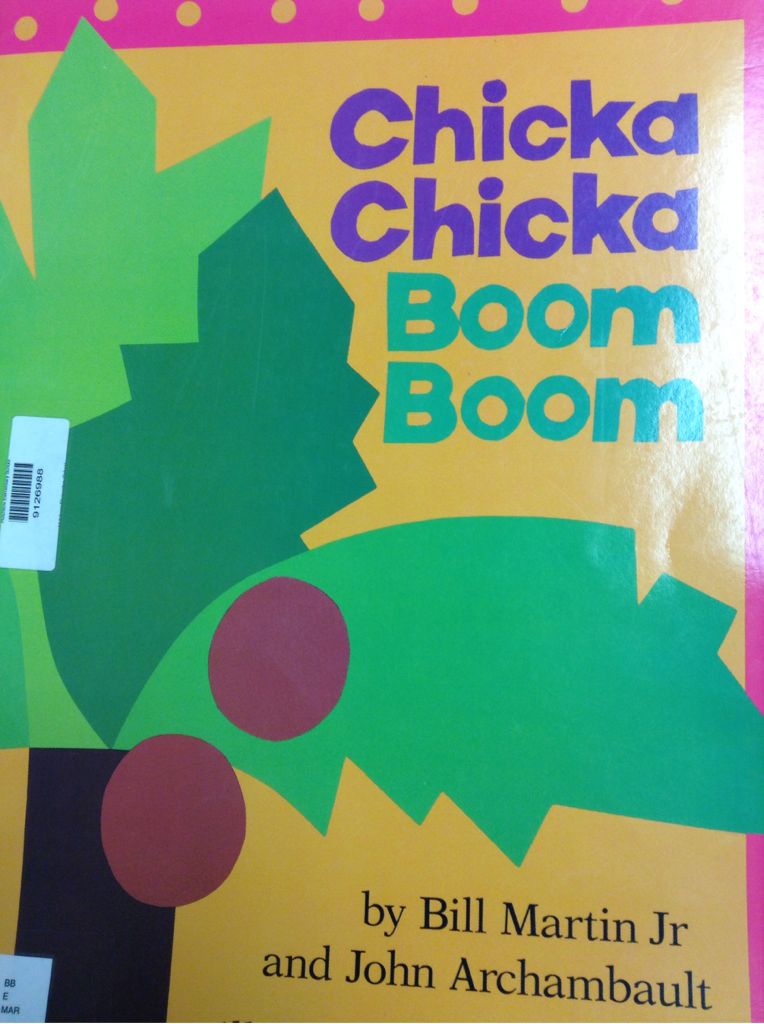 Chicka
Chicka
Boom
Boom
9126988
by Bill Martin Jr
and John Archambault
BB
E
MAR